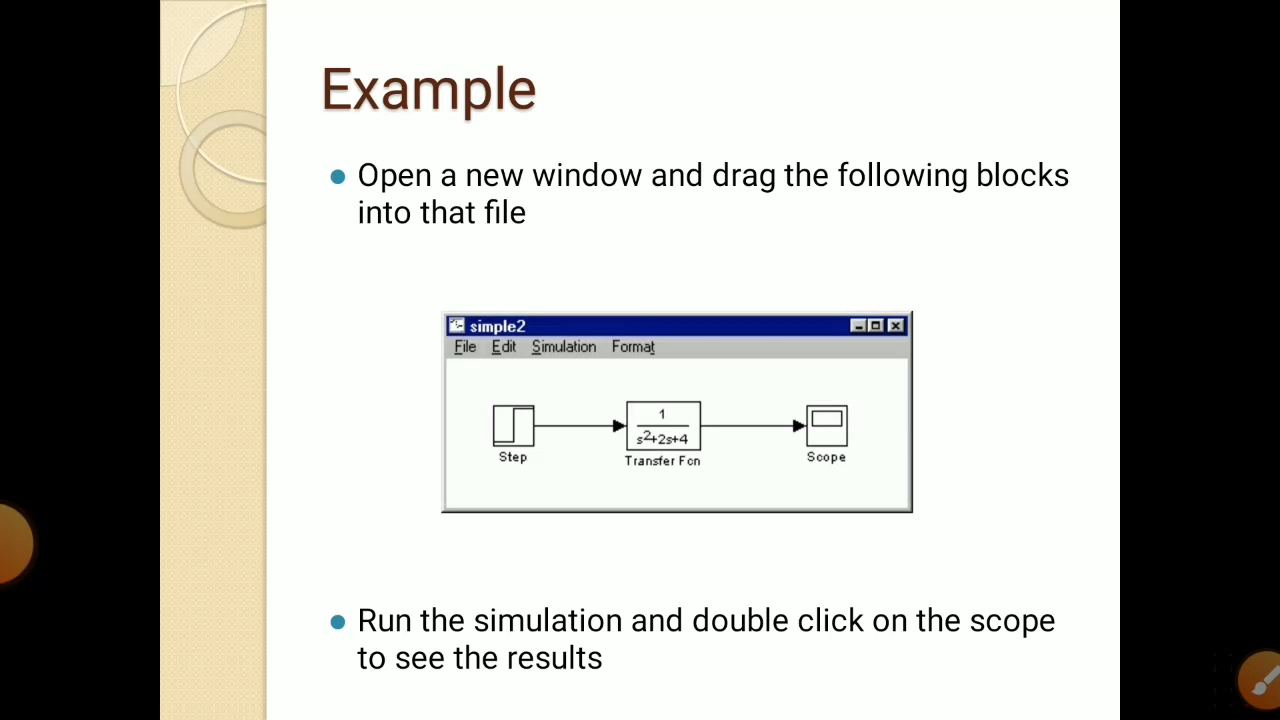 Example
Open a new window and drag the following blocks
into that file
simple2
File Edit Simulation Format
1
s²+2s+4
Step
Transfer Fcn
Scope
Run the simulation and double click on the scope
to see the results